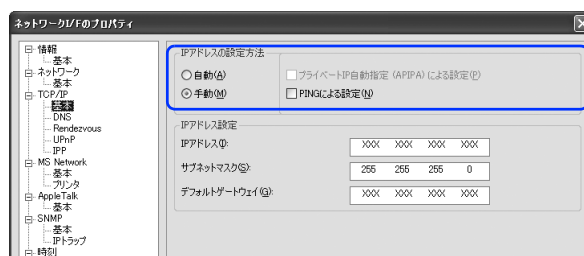 ネットワークI/Fのプロパティ
情報
基本
ネットワーク
基本
TCP/IP
基本
DNS
Rendezvous
UPnP
IPP
MS Network
基本
プリンタ
AppleTalk
基本
SNMP
基本
IPトラップ
時刻
IPアドレスの設定方法
自動(A)
プライベートIP自動指定 (APIPA) による設定(P)
手動(M)
PINGによる設定(N)
IPアドレス設定
IPアドレス(I):
XXX XXX XXX XXX
サブネットマスク(S):
255 255 255 0
デフォルトゲートウェイ(G):
XXX XXX XXX XXX